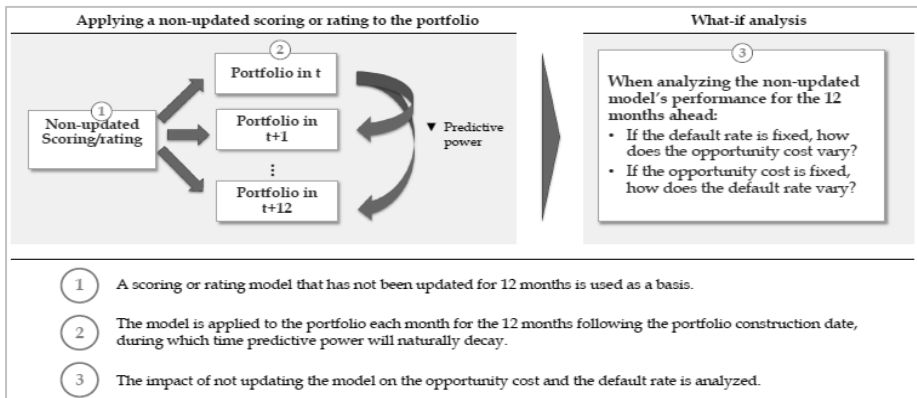 Applying a non-updated scoring or rating to the portfolio
What-if analysis
1
Non-updated
Scoring/rating
2
Portfolio in t
Portfolio in
t+1
⋮
Portfolio in
t+12
▼ Predictive
power
3
When analyzing the non-updated
model's performance for the 12
months ahead:
• If the default rate is fixed, how
does the opportunity cost vary?
• If the opportunity cost is fixed,
how does the default rate vary?
1 A scoring or rating model that has not been updated for 12 months is used as a basis.
2 The model is applied to the portfolio each month for the 12 months following the portfolio construction date,
during which time predictive power will naturally decay.
3 The impact of not updating the model on the opportunity cost and the default rate is analyzed.